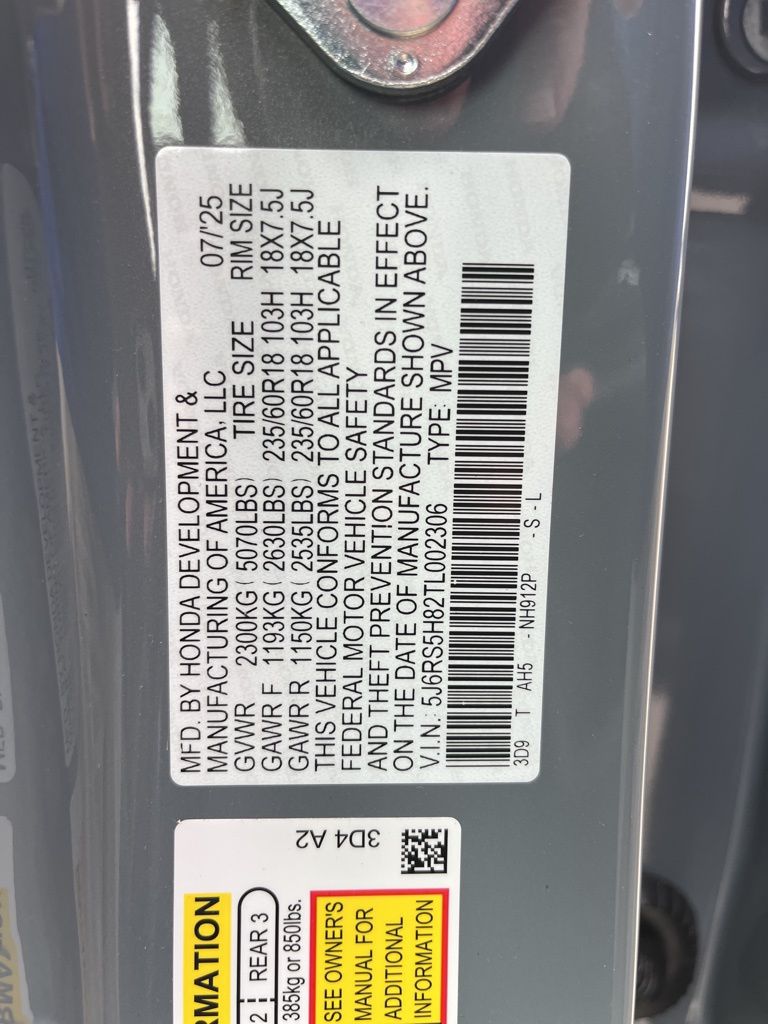 MFD. BY HONDA DEVELOPMENT &
MANUFACTURING OF AMERICA, LLC 07/'25
GVWR 2300KG ( 5070LBS) TIRE SIZE RIM SIZE
GAWR F 1193KG ( 2630LBS) 235/60R18 103H 18X7.5J
GAWR R 1150KG ( 2535LBS) 235/60R18 103H 18X7.5J
THIS VEHICLE CONFORMS TO ALL APPLICABLE
FEDERAL MOTOR VEHICLE SAFETY
AND THEFT PREVENTION STANDARDS IN EFFECT
ON THE DATE OF MANUFACTURE SHOWN ABOVE.
V.I.N.: 5J6RS5H82TL002306 TYPE: MPV
3D9 T AH5 - NH912P - S - L
RMATION
2 REAR 3
385kg or 850lbs.
SEE OWNER'S
MANUAL FOR
ADDITIONAL
INFORMATION
3D4 A2